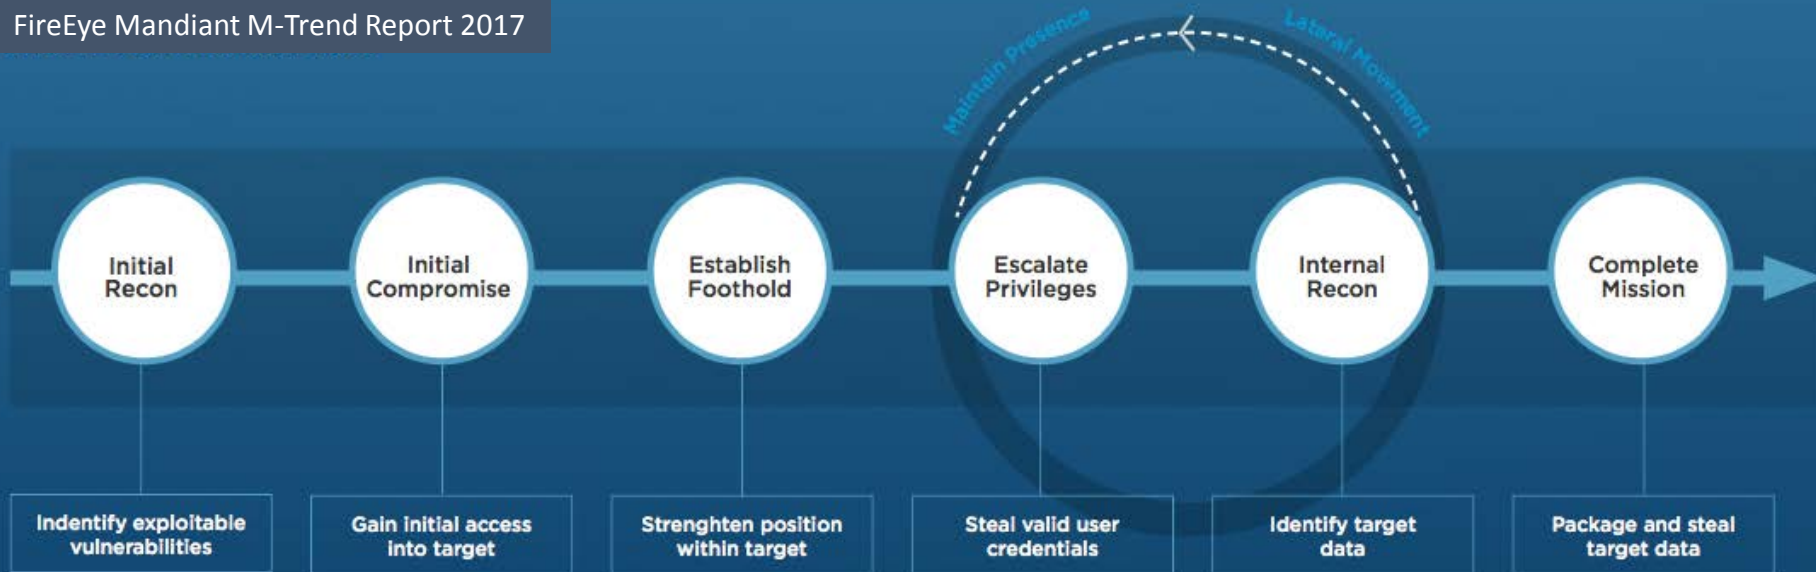 FireEye Mandiant M-Trend Report 2017
Maintain Presence
Lateral Movement
Initial
Recon
Initial
Compromise
Establish
Foothold
Escalate
Privileges
Internal
Recon
Complete
Mission
Indentify exploitable
vulnerabilities
Gain initial access
into target
Strenghten position
within target
Steal valid user
credentials
Identify target
data
Package and steal
target data